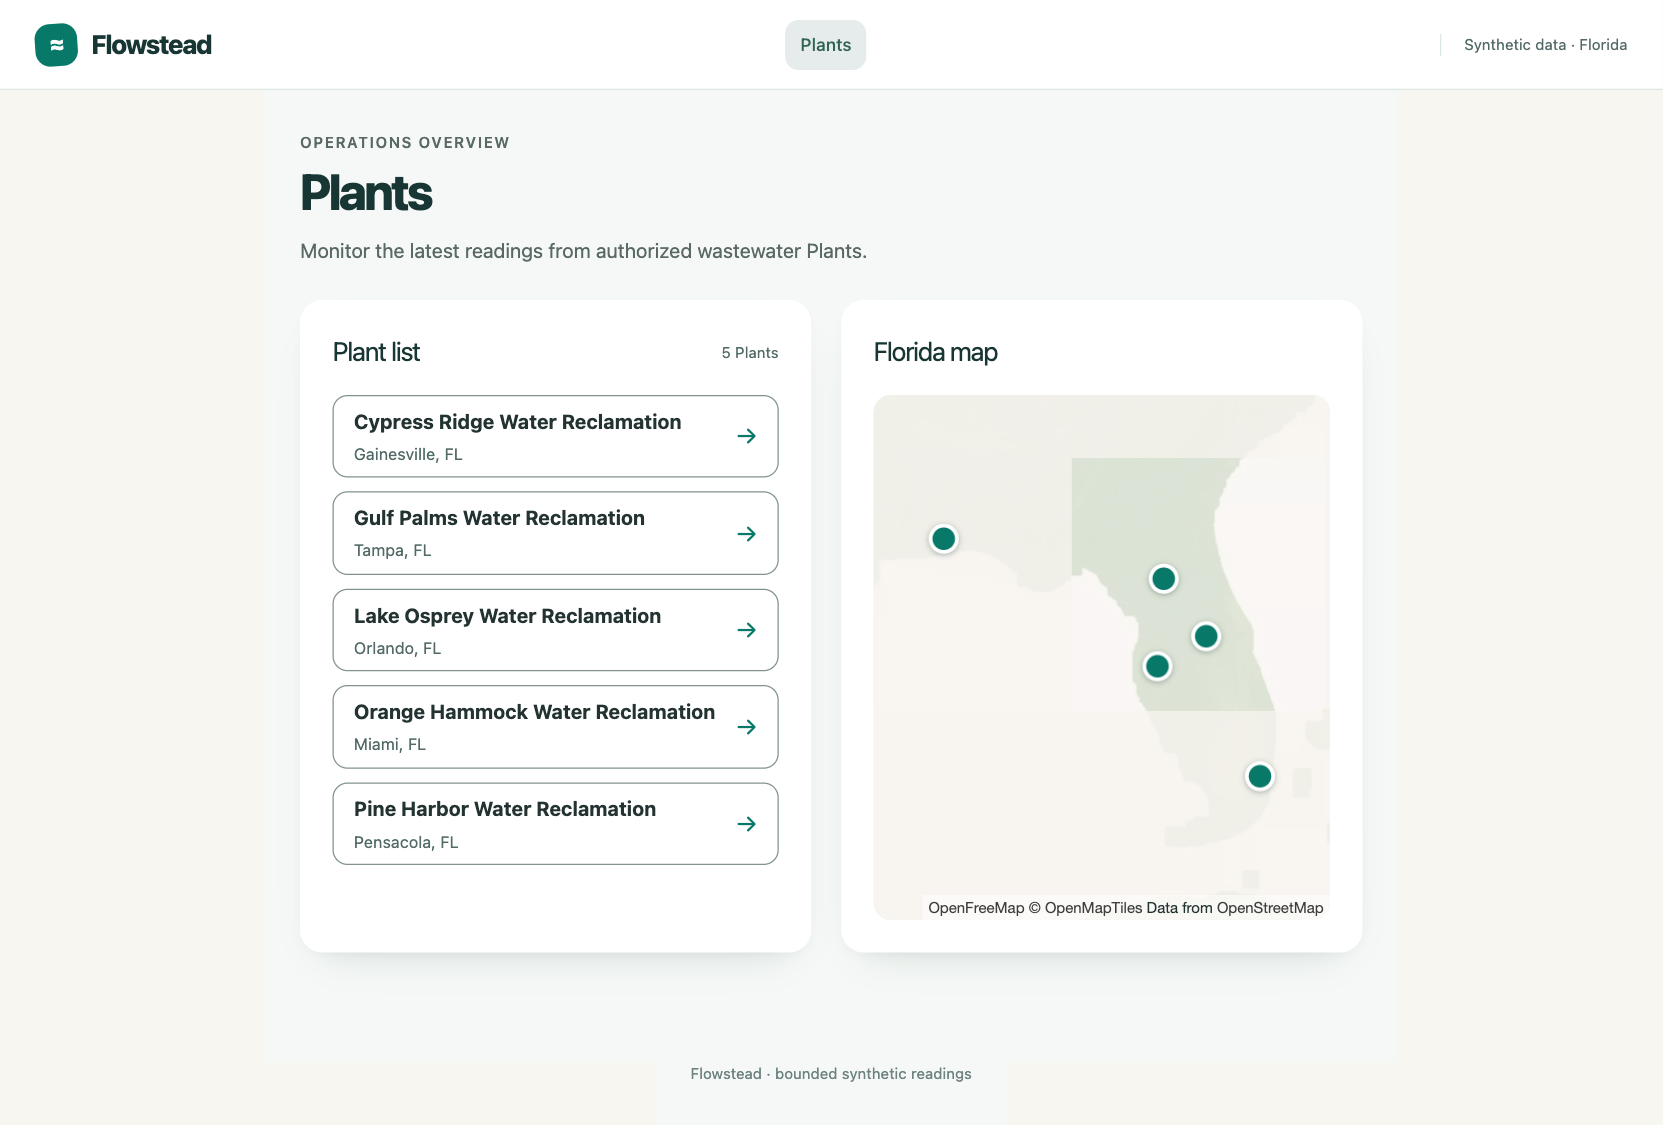 Flowstead
Plants
Synthetic data · Florida
OPERATIONS OVERVIEW
Plants
Monitor the latest readings from authorized wastewater Plants.
Plant list
5 Plants
Cypress Ridge Water Reclamation
Gainesville, FL
Gulf Palms Water Reclamation
Tampa, FL
Lake Osprey Water Reclamation
Orlando, FL
Orange Hammock Water Reclamation
Miami, FL
Pine Harbor Water Reclamation
Pensacola, FL
Florida map
OpenFreeMap © OpenMapTiles Data from OpenStreetMap
Flowstead · bounded synthetic readings